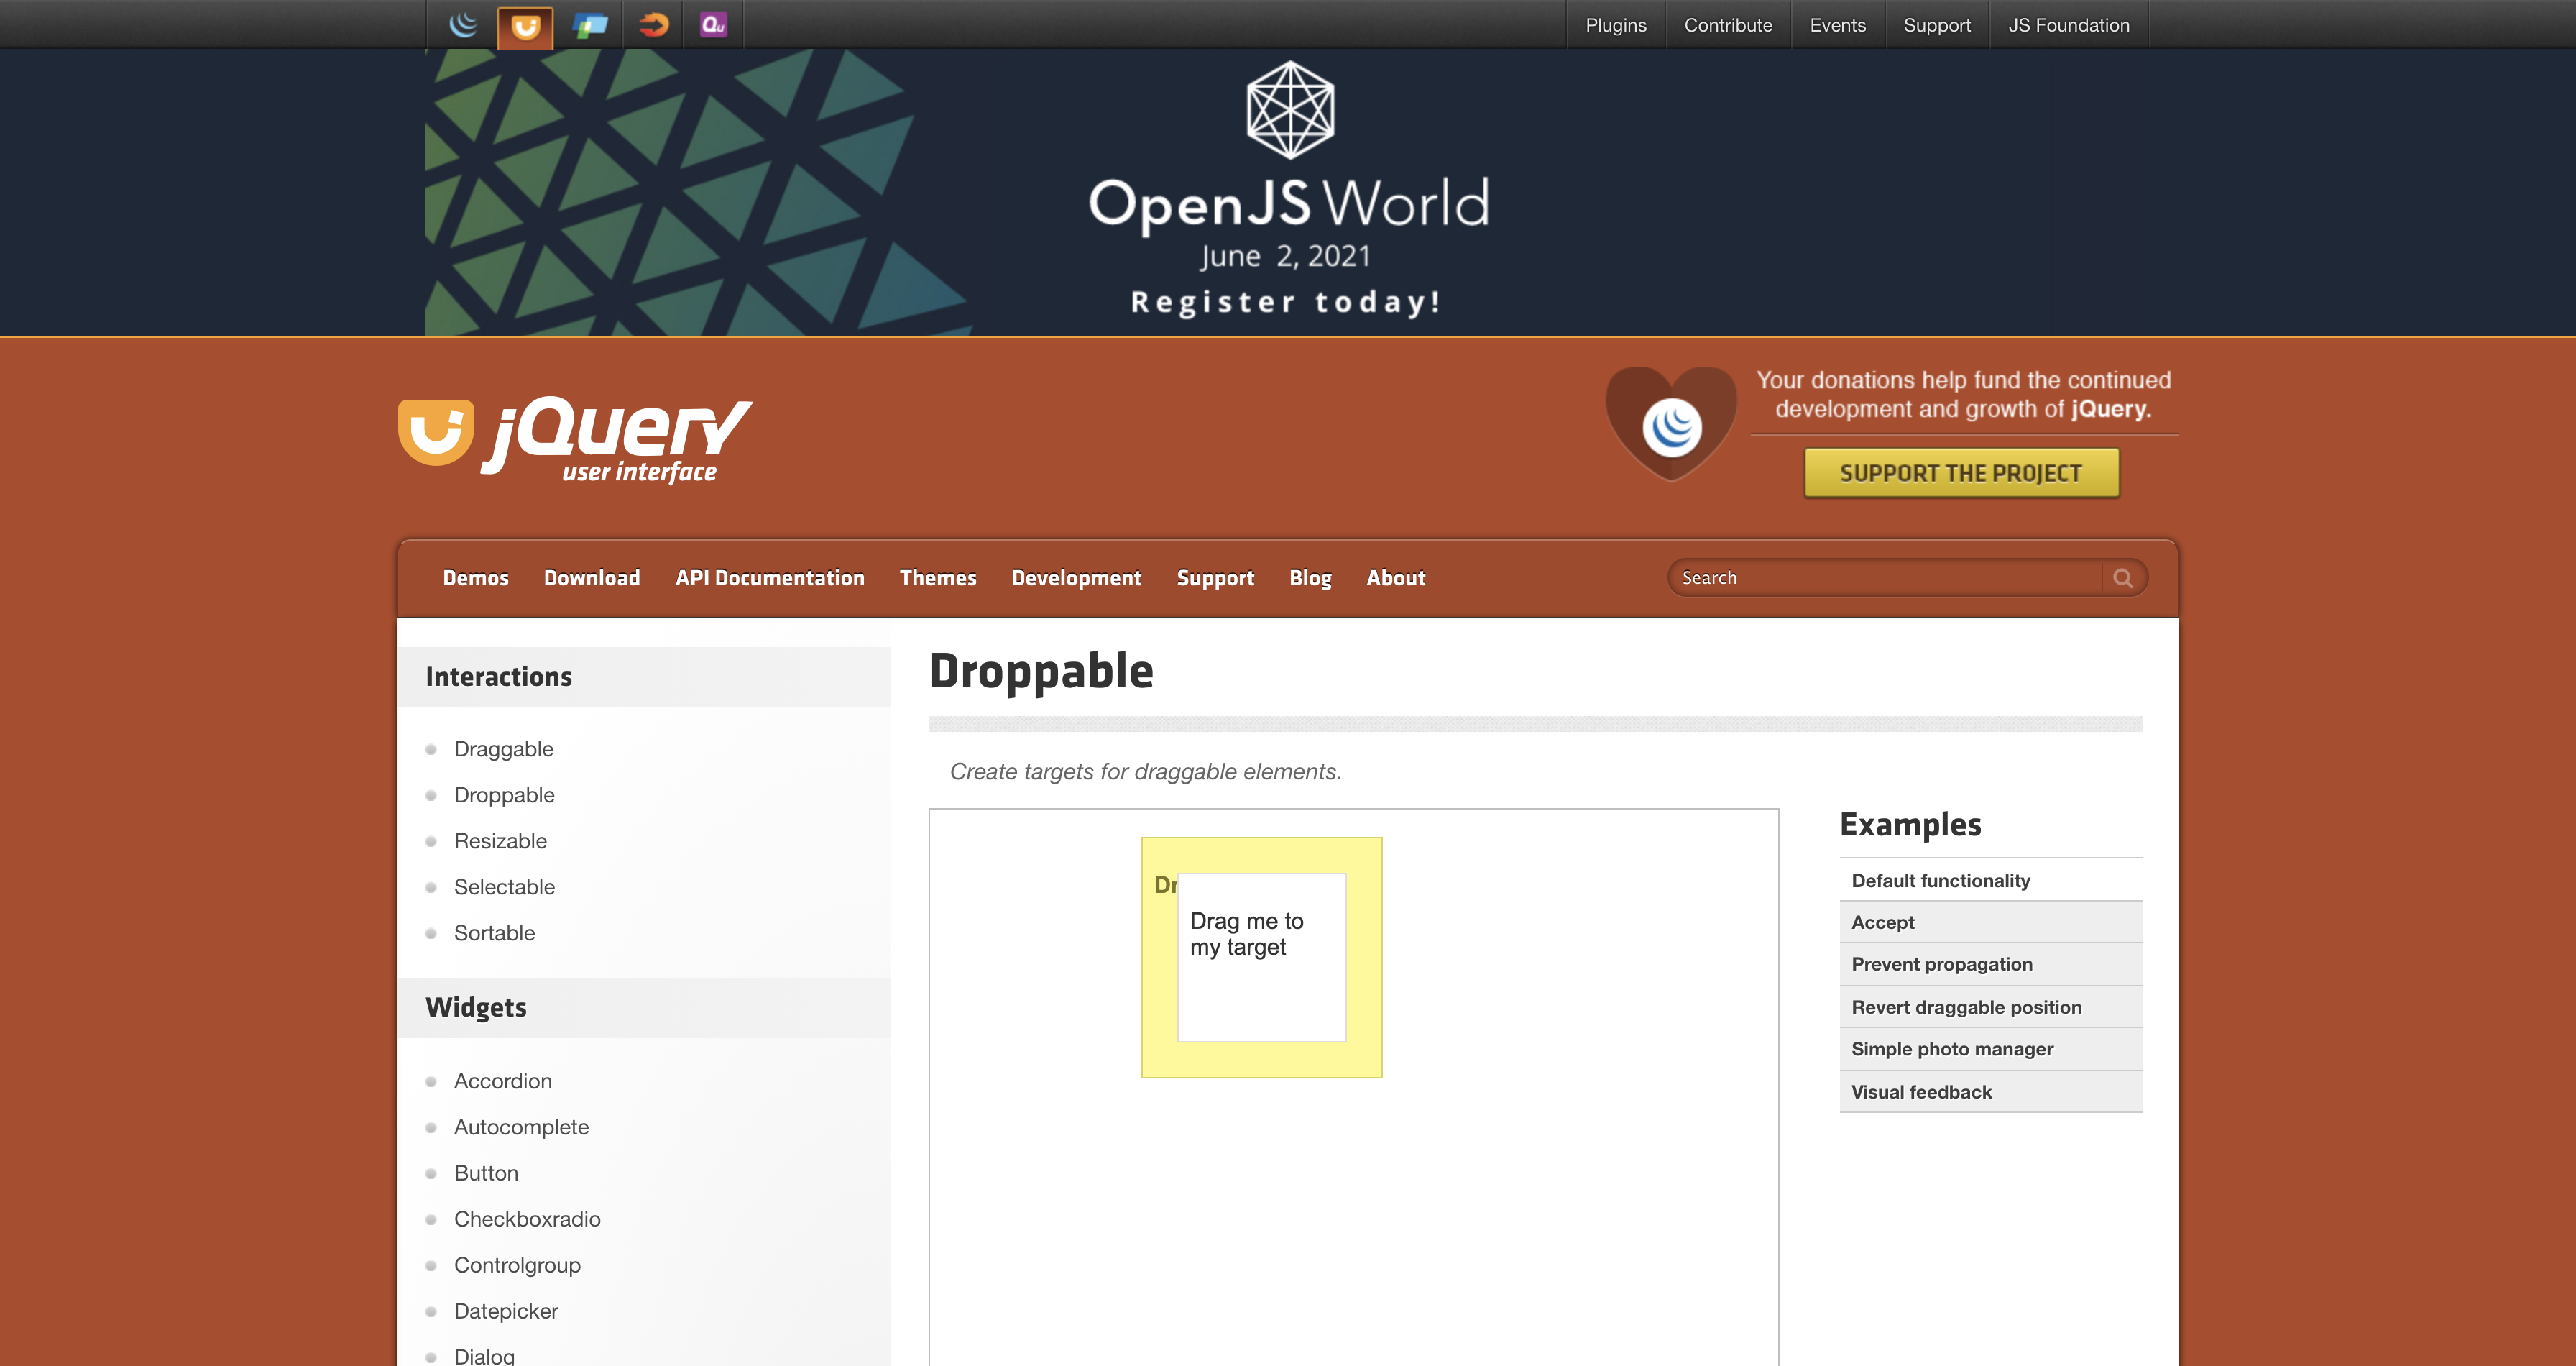 Qu
Plugins
Contribute
Events
Support
JS Foundation
OpenJS World
June 2, 2021
Register today!
jQuery
user interface
Your donations help fund the continued
development and growth of jQuery.
SUPPORT THE PROJECT
Demos
Download
API Documentation
Themes
Development
Support
Blog
About
Search
Interactions
Draggable
Droppable
Resizable
Selectable
Sortable
Widgets
Accordion
Autocomplete
Button
Checkboxradio
Controlgroup
Datepicker
Dialog
Droppable
Create targets for draggable elements.
Dr
Drag me to
my target
Examples
Default functionality
Accept
Prevent propagation
Revert draggable position
Simple photo manager
Visual feedback